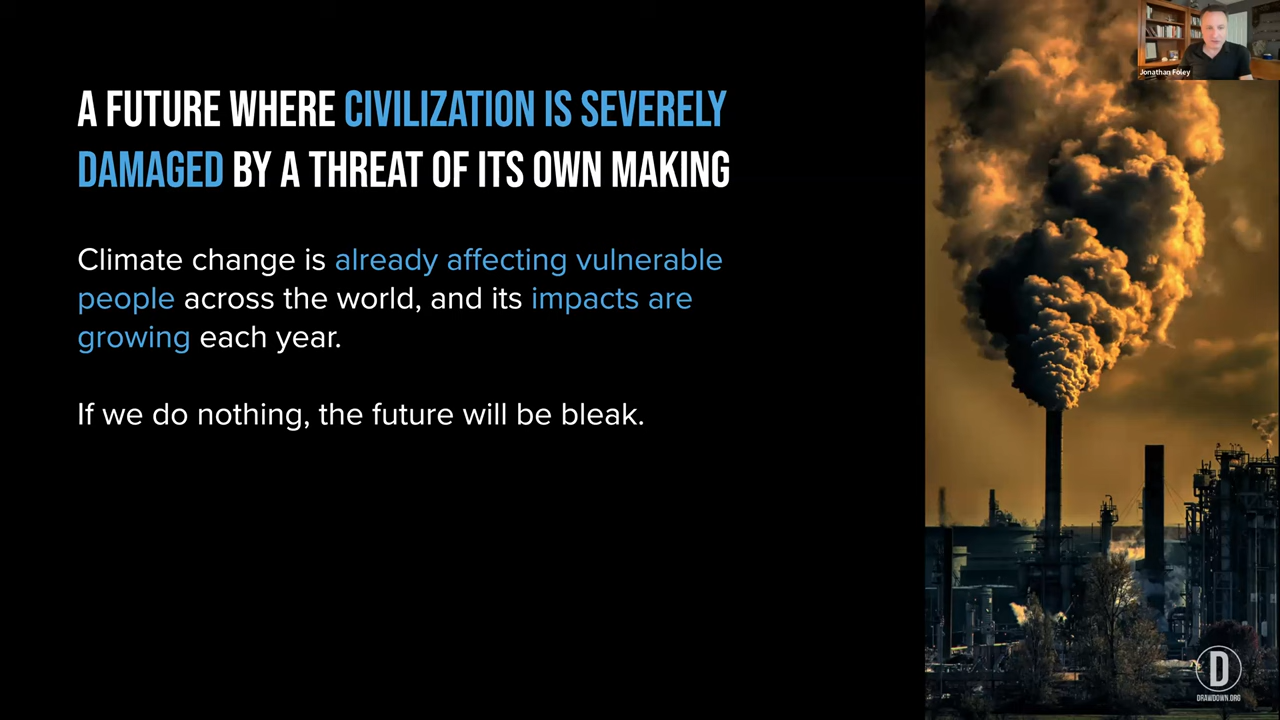 A FUTURE WHERE CIVILIZATION IS SEVERELY
DAMAGED BY A THREAT OF ITS OWN MAKING
Climate change is already affecting vulnerable
people across the world, and its impacts are
growing each year.
If we do nothing, the future will be bleak.
Jonathan Foley
D
DRAWDOWN.ORG